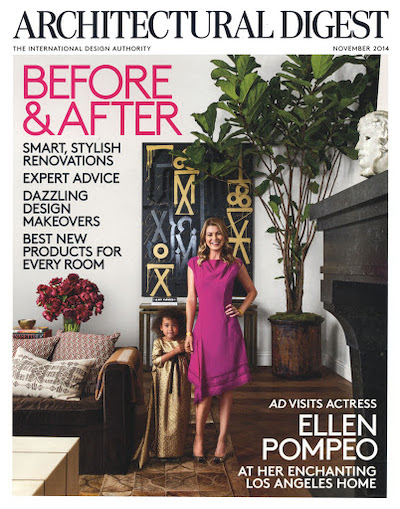 ARCHITECTURAL DIGEST
THE INTERNATIONAL DESIGN AUTHORITY
NOVEMBER 2014
BEFORE
& AFTER
SMART, STYLISH
RENOVATIONS
EXPERT ADVICE
DAZZLING
DESIGN
MAKEOVERS
BEST NEW
PRODUCTS FOR
EVERY ROOM
AD VISITS ACTRESS
ELLEN
POMPEO
AT HER ENCHANTING
LOS ANGELES HOME